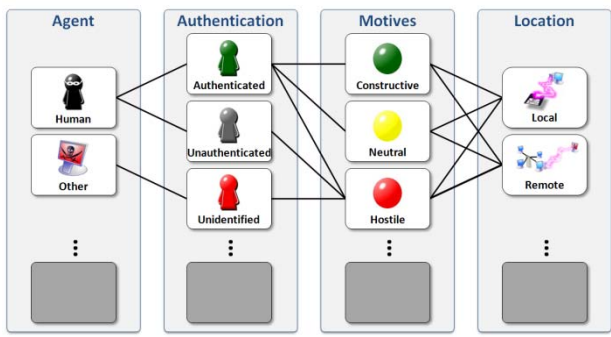 Agent
Authentication
Motives
Location
Human
Authenticated
Constructive
Local
Other
Unauthenticated
Neutral
Remote
Unidentified
Hostile